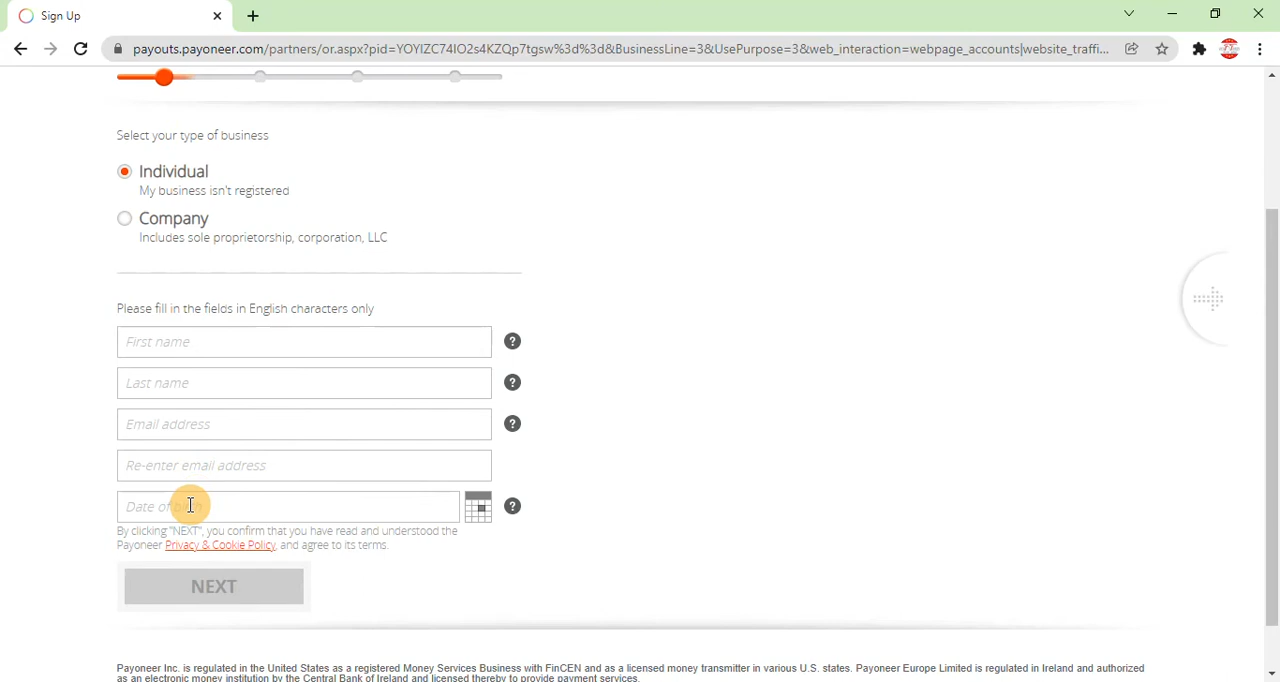 Sign Up
payouts.payoneer.com/partners/or.aspx?pid=YOYIZC74IO2s4KZQp7Zgsw%3d%3d&BusinessLine=3&UsePurpose=3&web_interaction=webpage_accounts|website_traffi...
Select your type of business
Individual
My business isn't registered
Company
Includes sole proprietorship, corporation, LLC
Please fill in the fields in English characters only
First name
?
Last name
?
Email address
?
Re-enter email address
Date of birth
?
By clicking "NEXT", you confirm that you have read and understood the
Payoneer Privacy & Cookie Policy, and agree to its terms.
NEXT
Payoneer Inc. is regulated in the United States as a registered Money Services Business with FinCEN and as a licensed money transmitter in various U.S. states. Payoneer Europe Limited is regulated in Ireland and authorized
as an electronic money institution by the Central Bank of Ireland and licensed thereby to provide payment services.